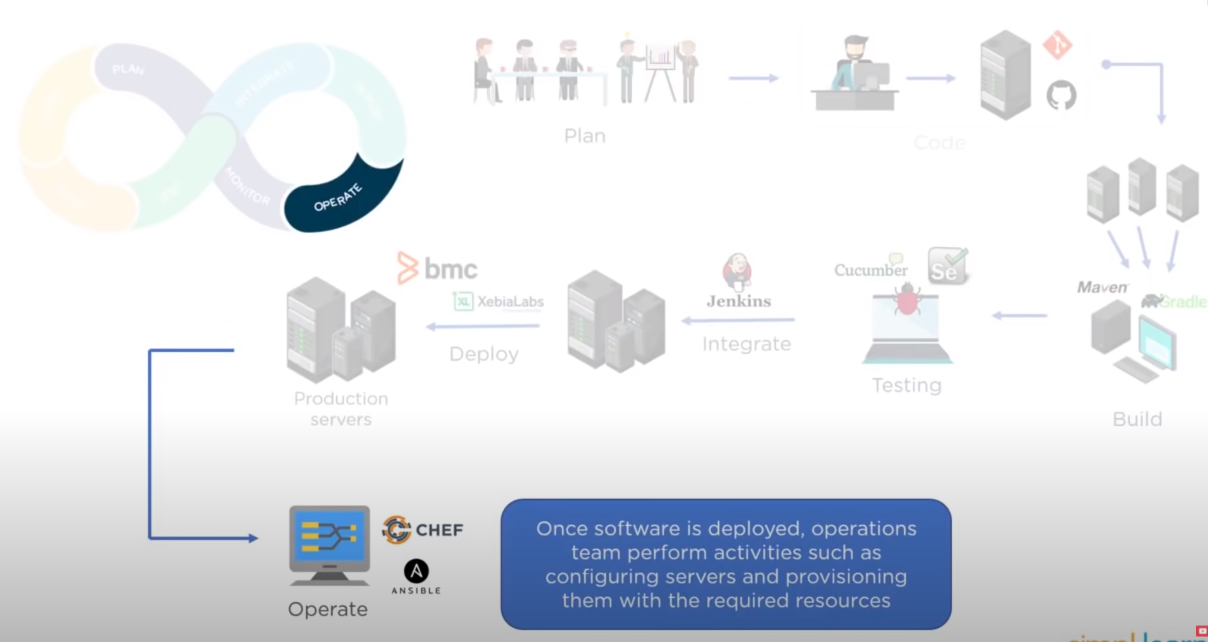 PLAN
INTEGRATE
MONITOR
OPERATE
Plan
Code
bmc
XebiaLabs
Deploy
Jenkins
Integrate
Cucumber
Se
Testing
Maven
Gradle
Build
Production
servers
CHEF
ANSIBLE
Operate
Once software is deployed, operations
team perform activities such as
configuring servers and provisioning
them with the required resources